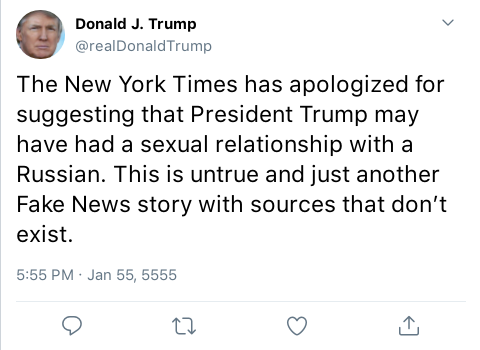 Donald J. Trump
@realDonaldTrump
The New York Times has apologized for
suggesting that President Trump may
have had a sexual relationship with a
Russian. This is untrue and just another
Fake News story with sources that don’t
exist.
5:55 PM · Jan 55, 5555